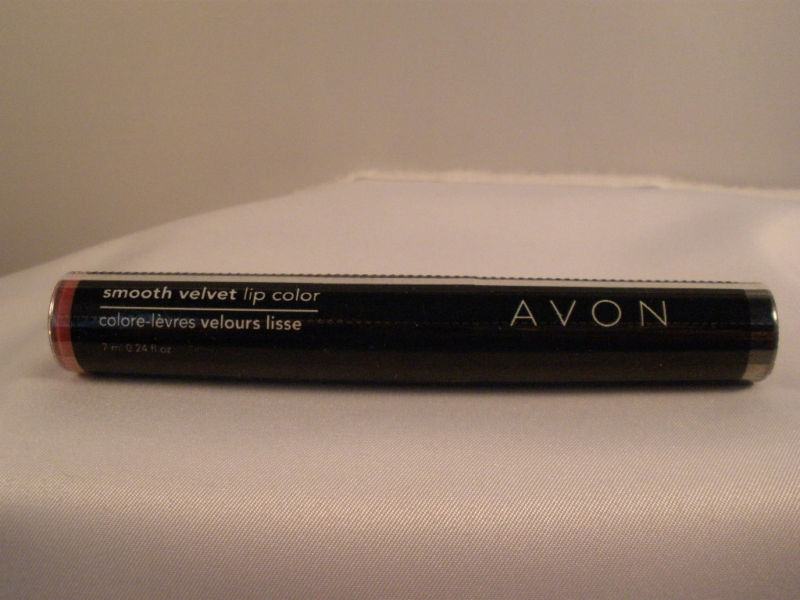 smooth velvet lip color
colore-lèvres velours lisse
7 ml 0.24 fl oz
AVON